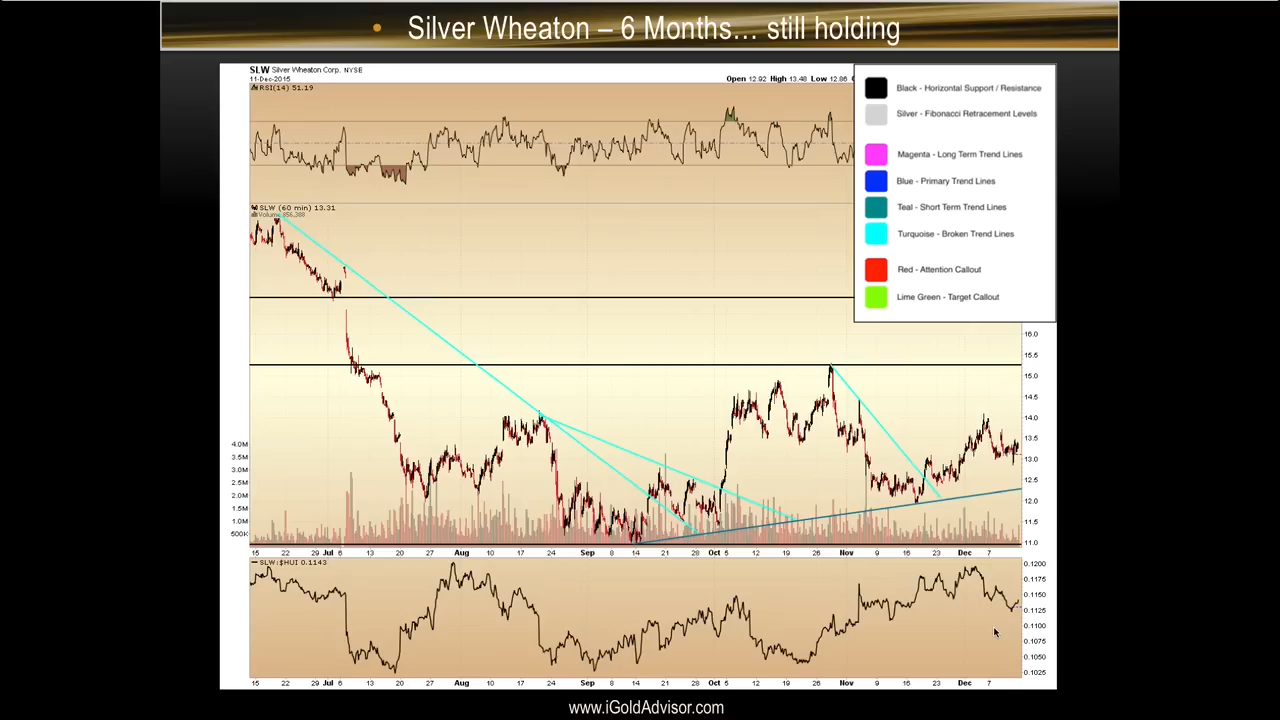 • Silver Wheaton – 6 Months... still holding
SLW Silver Wheaton Corp. NYSE
11-Dec-2015
Open 12.92 High 13.48 Low 12.86
RSI(14) 51.19
Black - Horizontal Support / Resistance
Silver - Fibonacci Retracement Levels
Magenta - Long Term Trend Lines
Blue - Primary Trend Lines
Teal - Short Term Trend Lines
Turquoise - Broken Trend Lines
Red - Attention Callout
Lime Green - Target Callout
SLW (60 min) 13.31
Volume 856,388
16.0
15.5
15.0
14.5
14.0
13.5
13.0
12.5
12.0
11.5
11.0
4.0M
3.5M
3.0M
2.5M
2.0M
1.5M
1.0M
500K
15 22 29 Jul 6 13 20 27 Aug 10 17 24 Sep 8 14 21 28 Oct 5 12 19 26 Nov 9 16 23 Dec 7
SLW:$HUI 0.1143
0.1200
0.1175
0.1150
0.1125
0.1100
0.1075
0.1050
0.1025
15 22 29 Jul 6 13 20 27 Aug 10 17 24 Sep 8 14 21 28 Oct 5 12 19 26 Nov 9 16 23 Dec 7
www.iGoldAdvisor.com